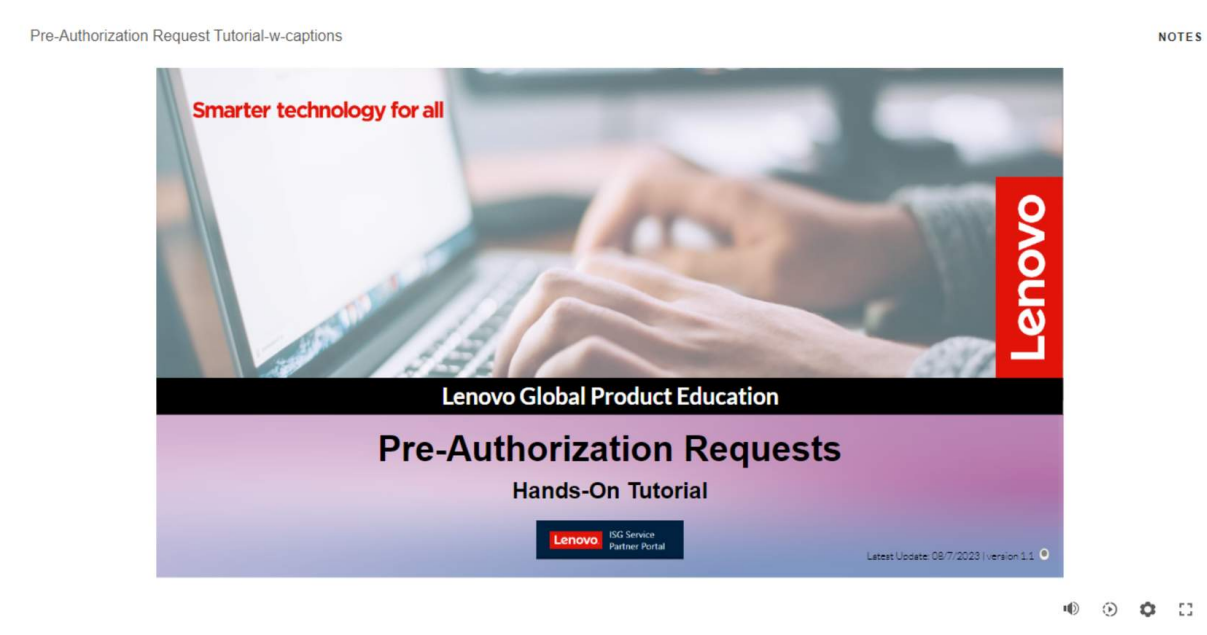 Pre-Authorization Request Tutorial-w-captions
NOTES
Smarter technology for all
Lenovo
Lenovo Global Product Education
Pre-Authorization Requests
Hands-On Tutorial
Lenovo
ISG Service
Partner Portal
Latest Update: 08/7/2023 | version 1.1